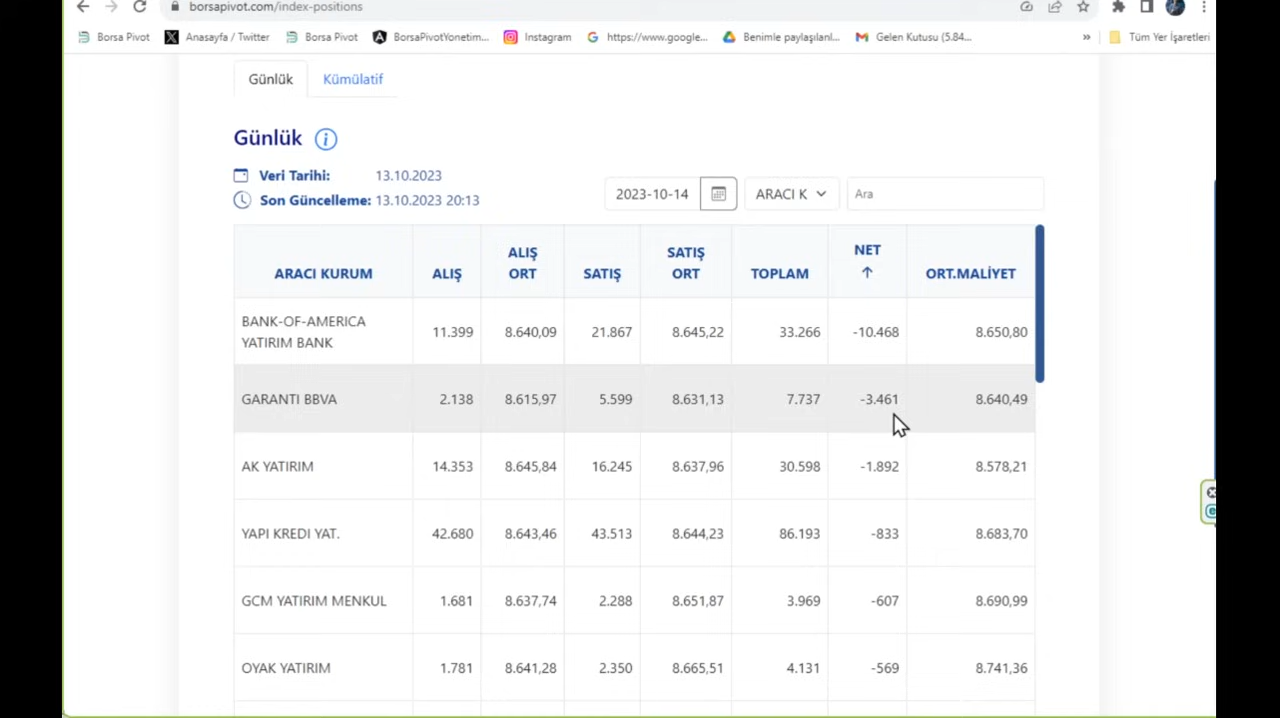 borsapivot.com/index-positions
Borsa Pivot Anasayfa / Twitter Borsa Pivot BorsaPivotYonetim... Instagram https://www.google... Benimle paylaşılanl... Gelen Kutusu (5.84... » Tüm Yer İşaretleri
Günlük Kümülatif
Günlük
Veri Tarihi: 13.10.2023
Son Güncelleme: 13.10.2023 20:13
2023-10-14 ARACI K Ara
ARACI KURUM ALIŞ ALIŞ ORT SATIŞ SATIŞ ORT TOPLAM NET ↑ ORT.MALİYET
BANK-OF-AMERICA
YATIRIM BANK 11.399 8.640,09 21.867 8.645,22 33.266 -10.468 8.650,80
GARANTI BBVA 2.138 8.615,97 5.599 8.631,13 7.737 -3.461 8.640,49
AK YATIRIM 14.353 8.645,84 16.245 8.637,96 30.598 -1.892 8.578,21
YAPI KREDI YAT. 42.680 8.643,46 43.513 8.644,23 86.193 -833 8.683,70
GCM YATIRIM MENKUL 1.681 8.637,74 2.288 8.651,87 3.969 -607 8.690,99
OYAK YATIRIM 1.781 8.641,28 2.350 8.665,51 4.131 -569 8.741,36